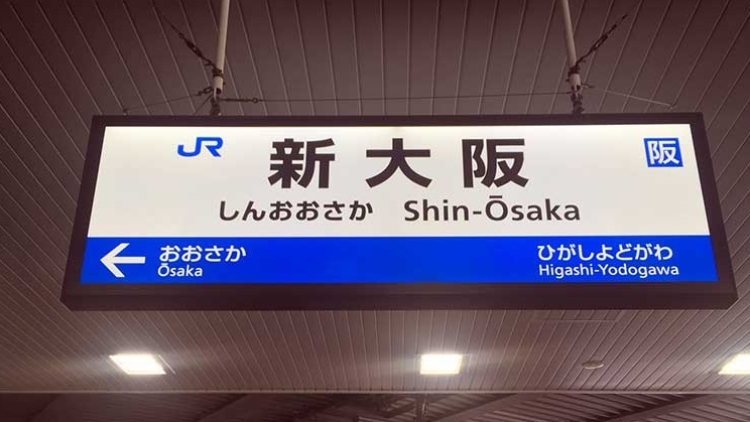 JR 新大阪 阪
しんおおさか Shin-Ōsaka
← おおさか ひがしよどがわ
Ōsaka Higashi-Yodogawa